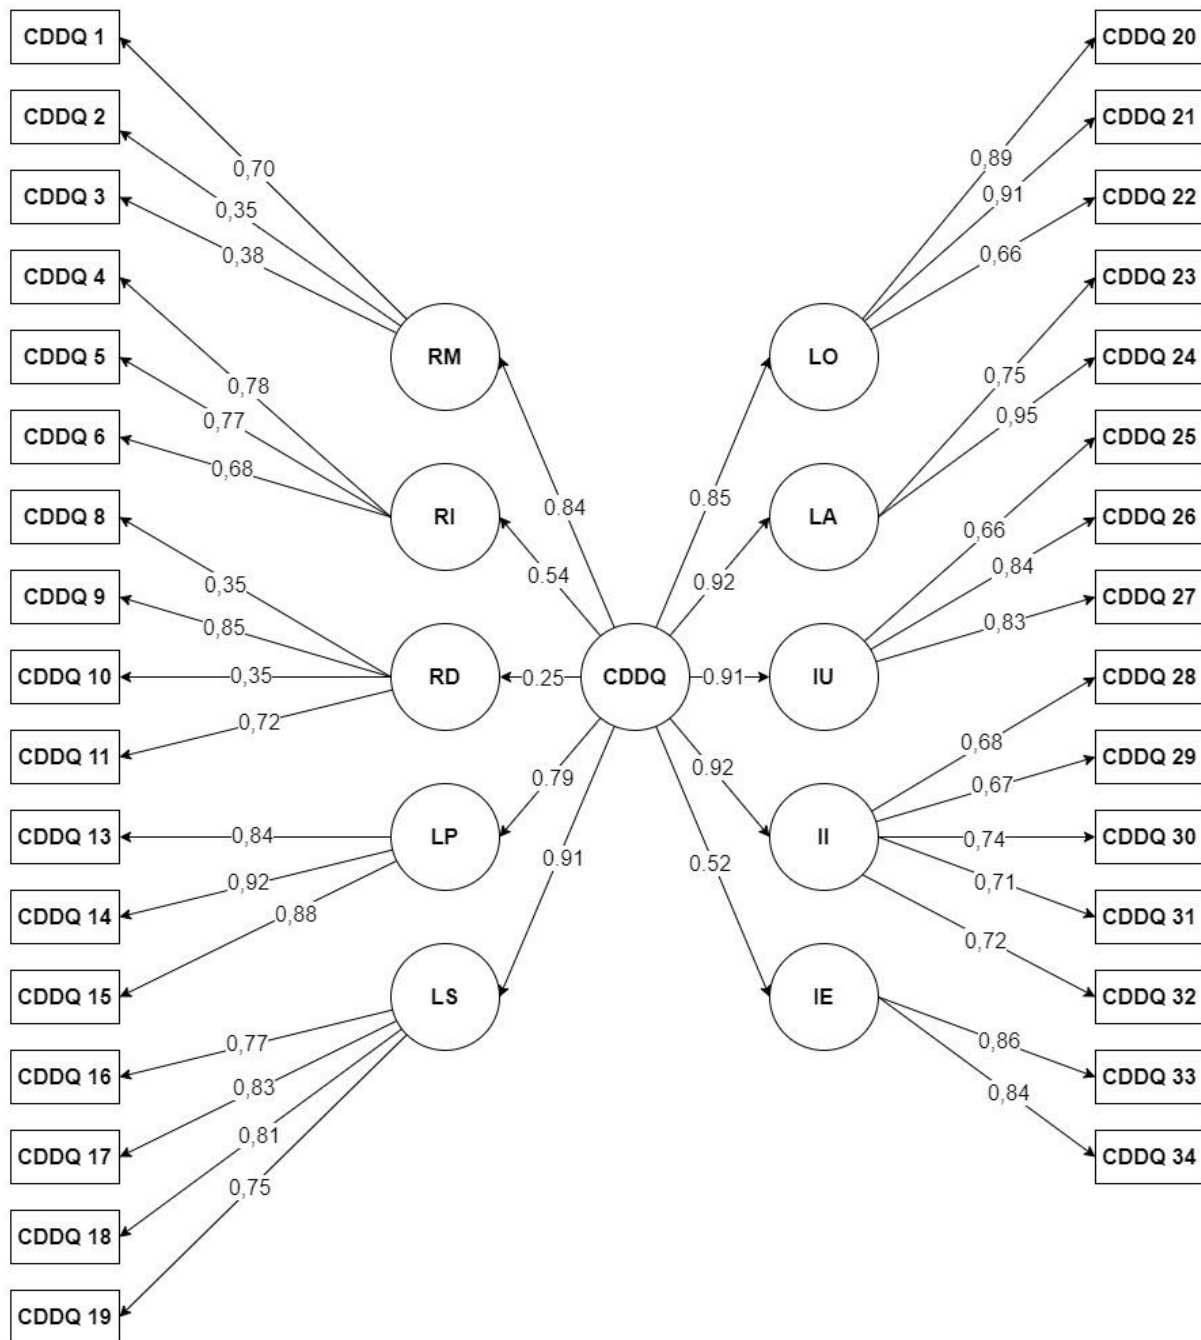 CDDQ 1
CDDQ 2
CDDQ 3
CDDQ 4
CDDQ 5
CDDQ 6
CDDQ 8
CDDQ 9
CDDQ 10
CDDQ 11
CDDQ 13
CDDQ 14
CDDQ 15
CDDQ 16
CDDQ 17
CDDQ 18
CDDQ 19
0,70
0,35
0,38
0,78
0,77
0,68
0,35
0,85
0,35
0,72
0,84
0,92
0,88
0,77
0,83
0,81
0,75
RM
RI
RD
LP
LS
0.84
0.54
0.25
0.79
0.91
CDDQ
0.85
0.92
0.91
0.92
0.52
LO
LA
IU
II
IE
0,89
0,91
0,66
0,75
0,95
0,66
0,84
0,83
0,68
0,67
0,74
0,71
0,72
0,86
0,84
CDDQ 20
CDDQ 21
CDDQ 22
CDDQ 23
CDDQ 24
CDDQ 25
CDDQ 26
CDDQ 27
CDDQ 28
CDDQ 29
CDDQ 30
CDDQ 31
CDDQ 32
CDDQ 33
CDDQ 34